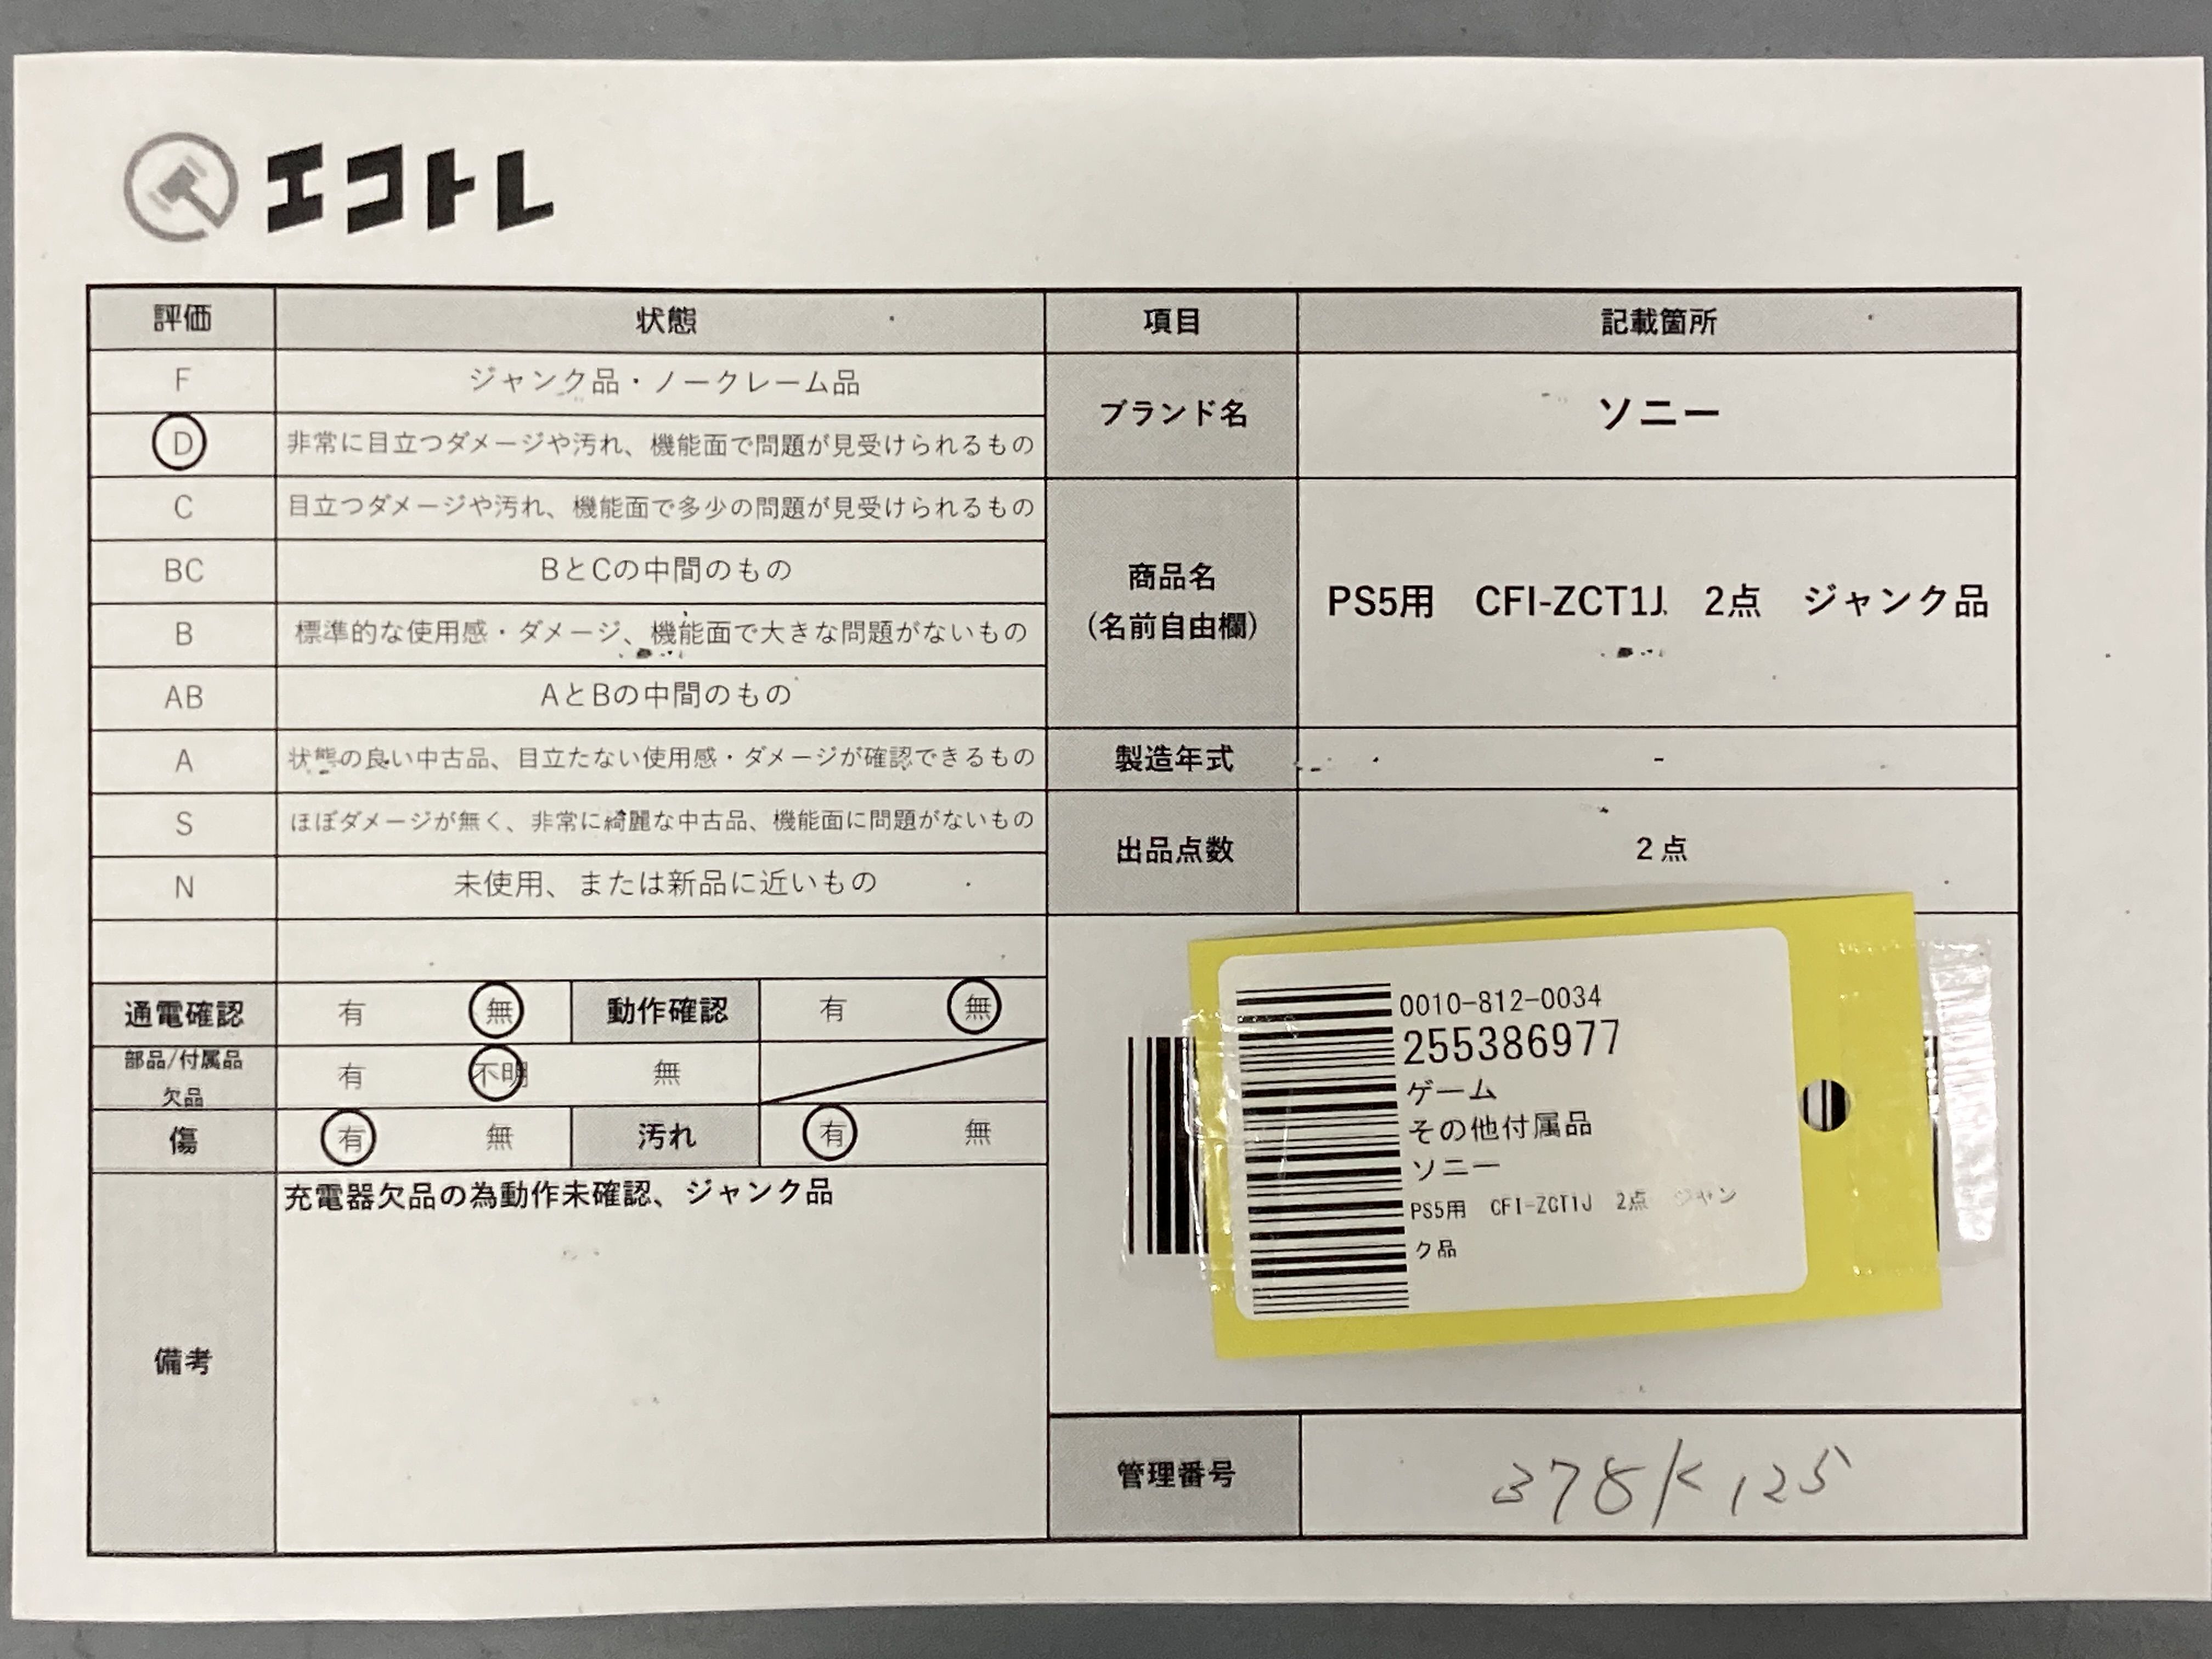 エコトレ
評価 状態 項目 記載箇所
F ジャンク品・ノークレーム品
ブランド名 ソニー
D 非常に目立つダメージや汚れ、機能面で問題が見受けられるもの
C 目立つダメージや汚れ、機能面で多少の問題が見受けられるもの
BC BとCの中間のもの
商品名
(名前自由欄)
PS5用 CFI-ZCT1J 2点 ジャンク品
B 標準的な使用感・ダメージ、機能面で大きな問題がないもの
AB AとBの中間のもの
A 状態の良い中古品、目立たない使用感・ダメージが確認できるもの
製造年式 -
S ほぼダメージが無く、非常に綺麗な中古品、機能面に問題がないもの
出品点数 2点
N 未使用、または新品に近いもの
通電確認 有 無 動作確認 有 無
部品/付属品
欠品
有 不明 無
傷 有 無 汚れ 有 無
備考
充電器欠品の為動作未確認、ジャンク品
0010-812-0034
255386977
ゲーム
その他付属品
ソニー
PS5用 CFI-ZCT1J 2点 ジャン
ク品
管理番号 378K125